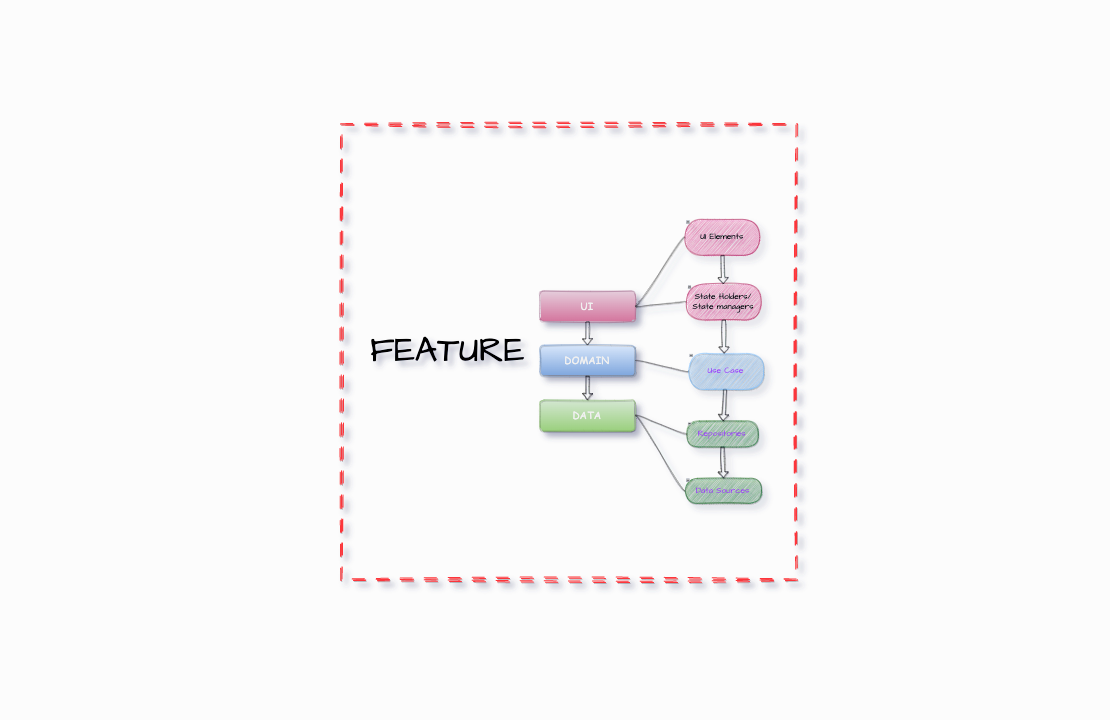 FEATURE
UI
DOMAIN
DATA
UI Elements
State Holders/
State managers
Use Case
Repositories
Data Sources